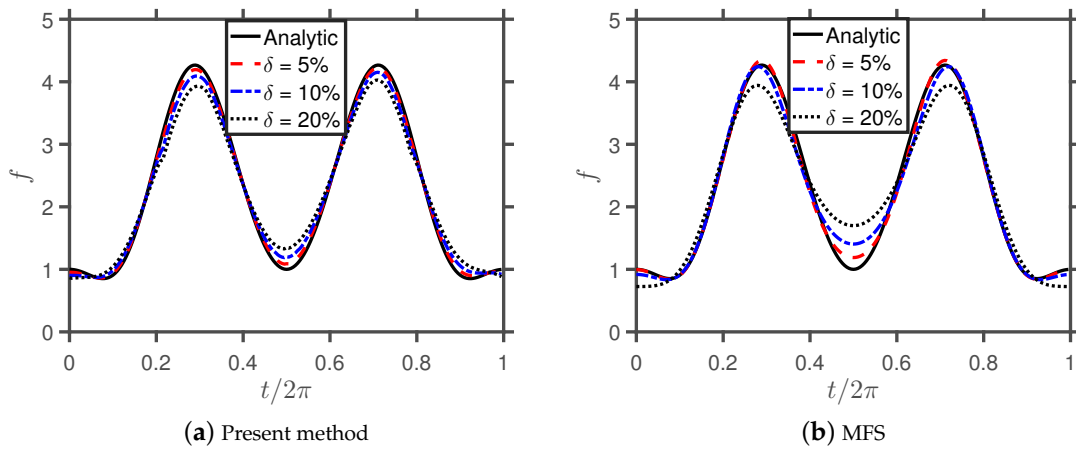 5
4
3
2
1
0
f
Analytic
δ = 5%
δ = 10%
δ = 20%
0 0.2 0.4 0.6 0.8 1
t/2π
(a) Present method
5
4
3
2
1
0
f
Analytic
δ = 5%
δ = 10%
δ = 20%
0 0.2 0.4 0.6 0.8 1
t/2π
(b) MFS